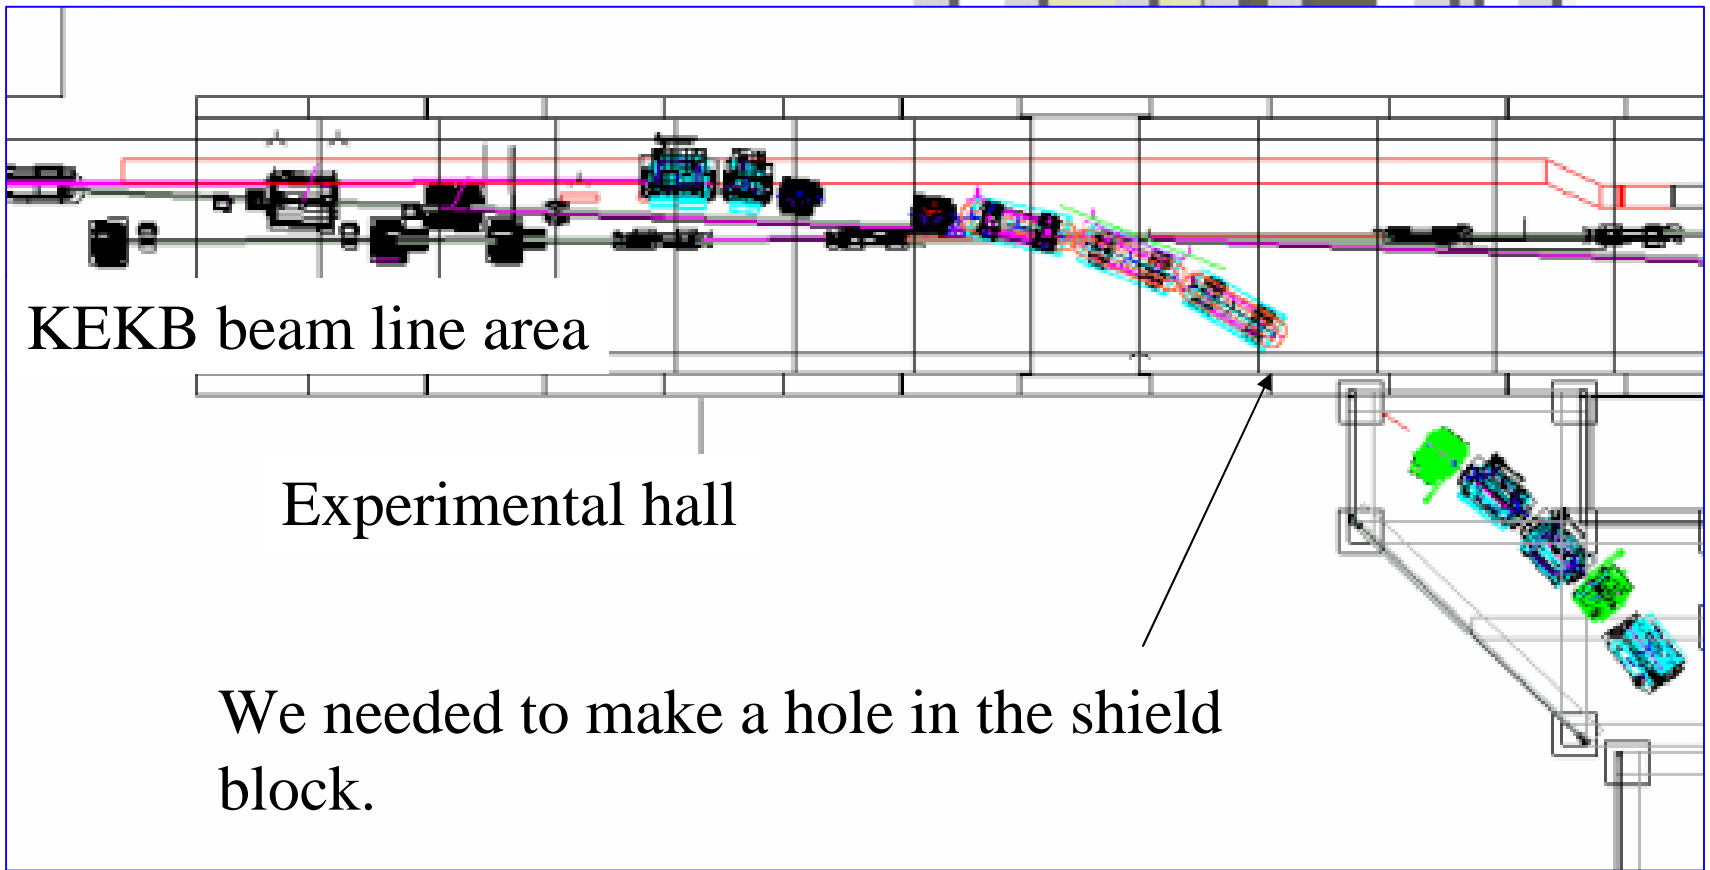 KEKB beam line area
Experimental hall
We needed to make a hole in the shield
block.